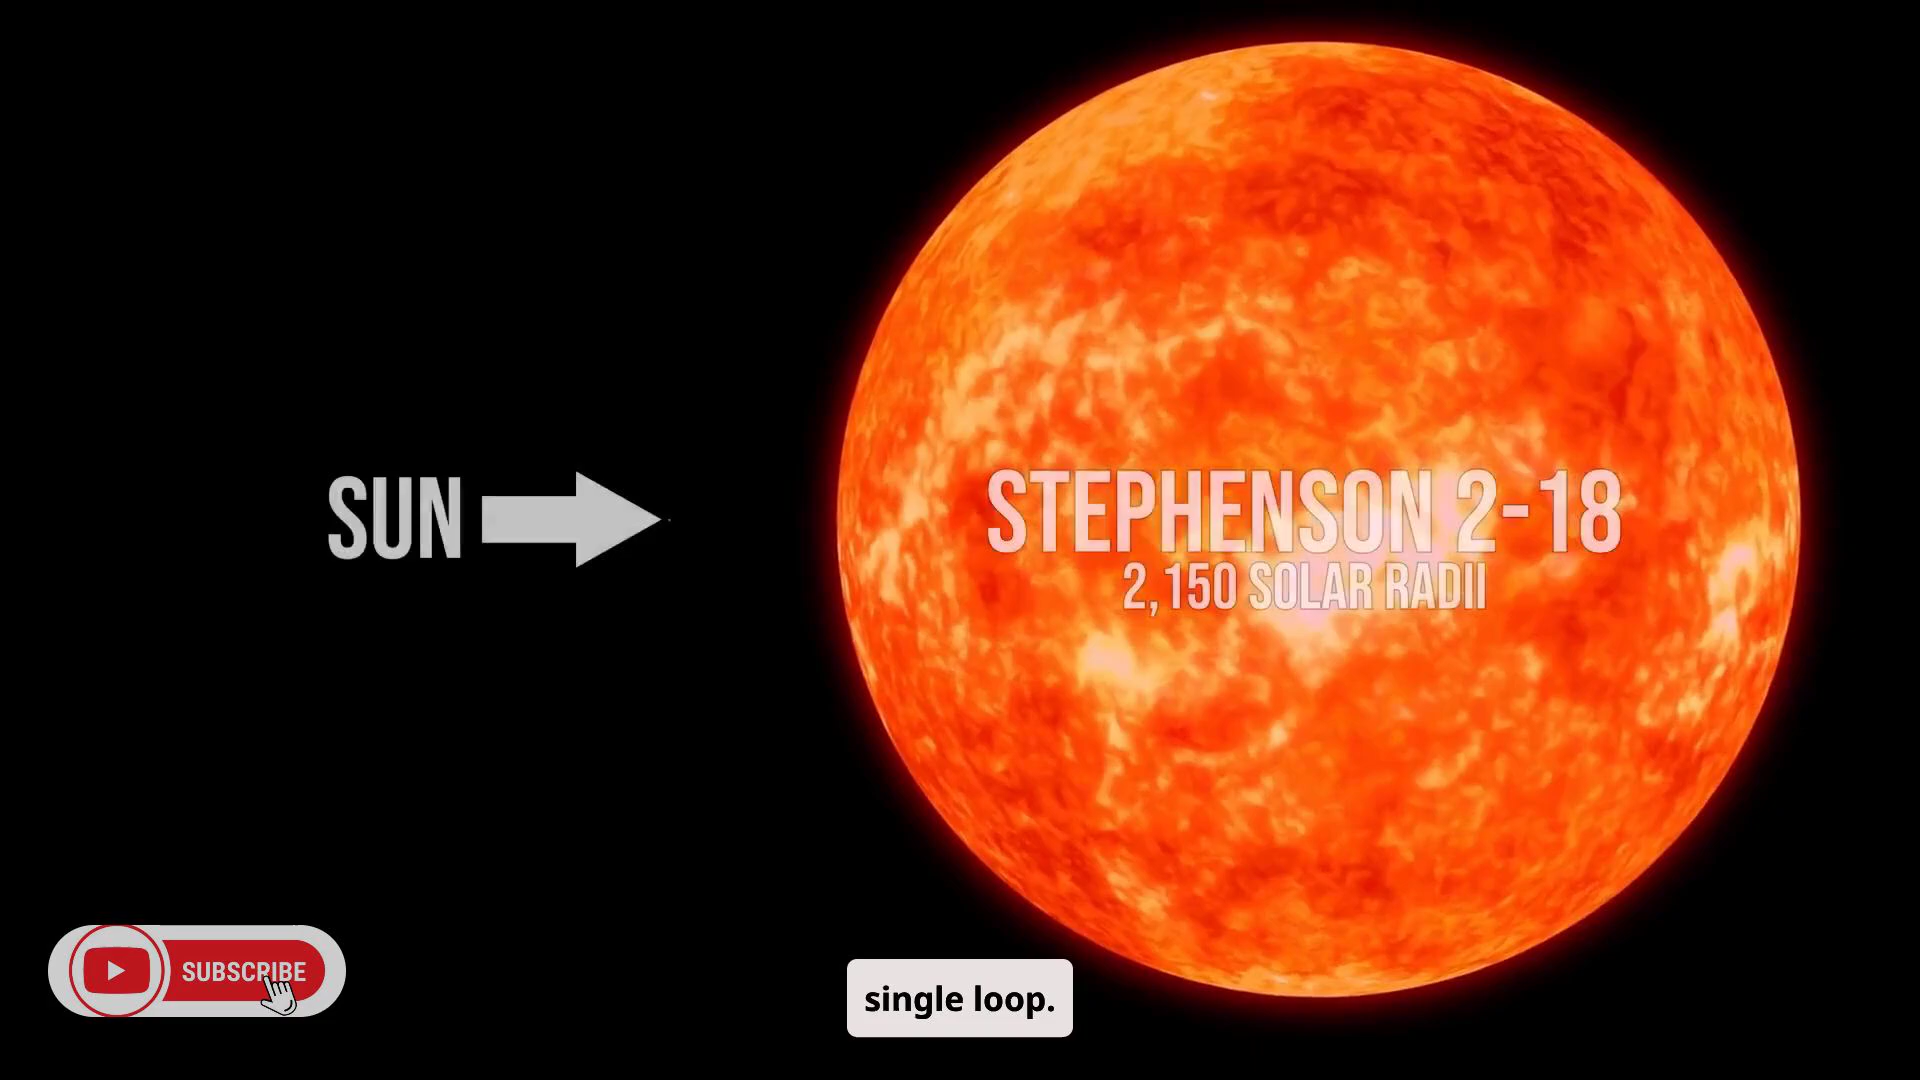 SUN
STEPHENSON 2-18
2,150 SOLAR RADII
SUBSCRIBE
single loop.